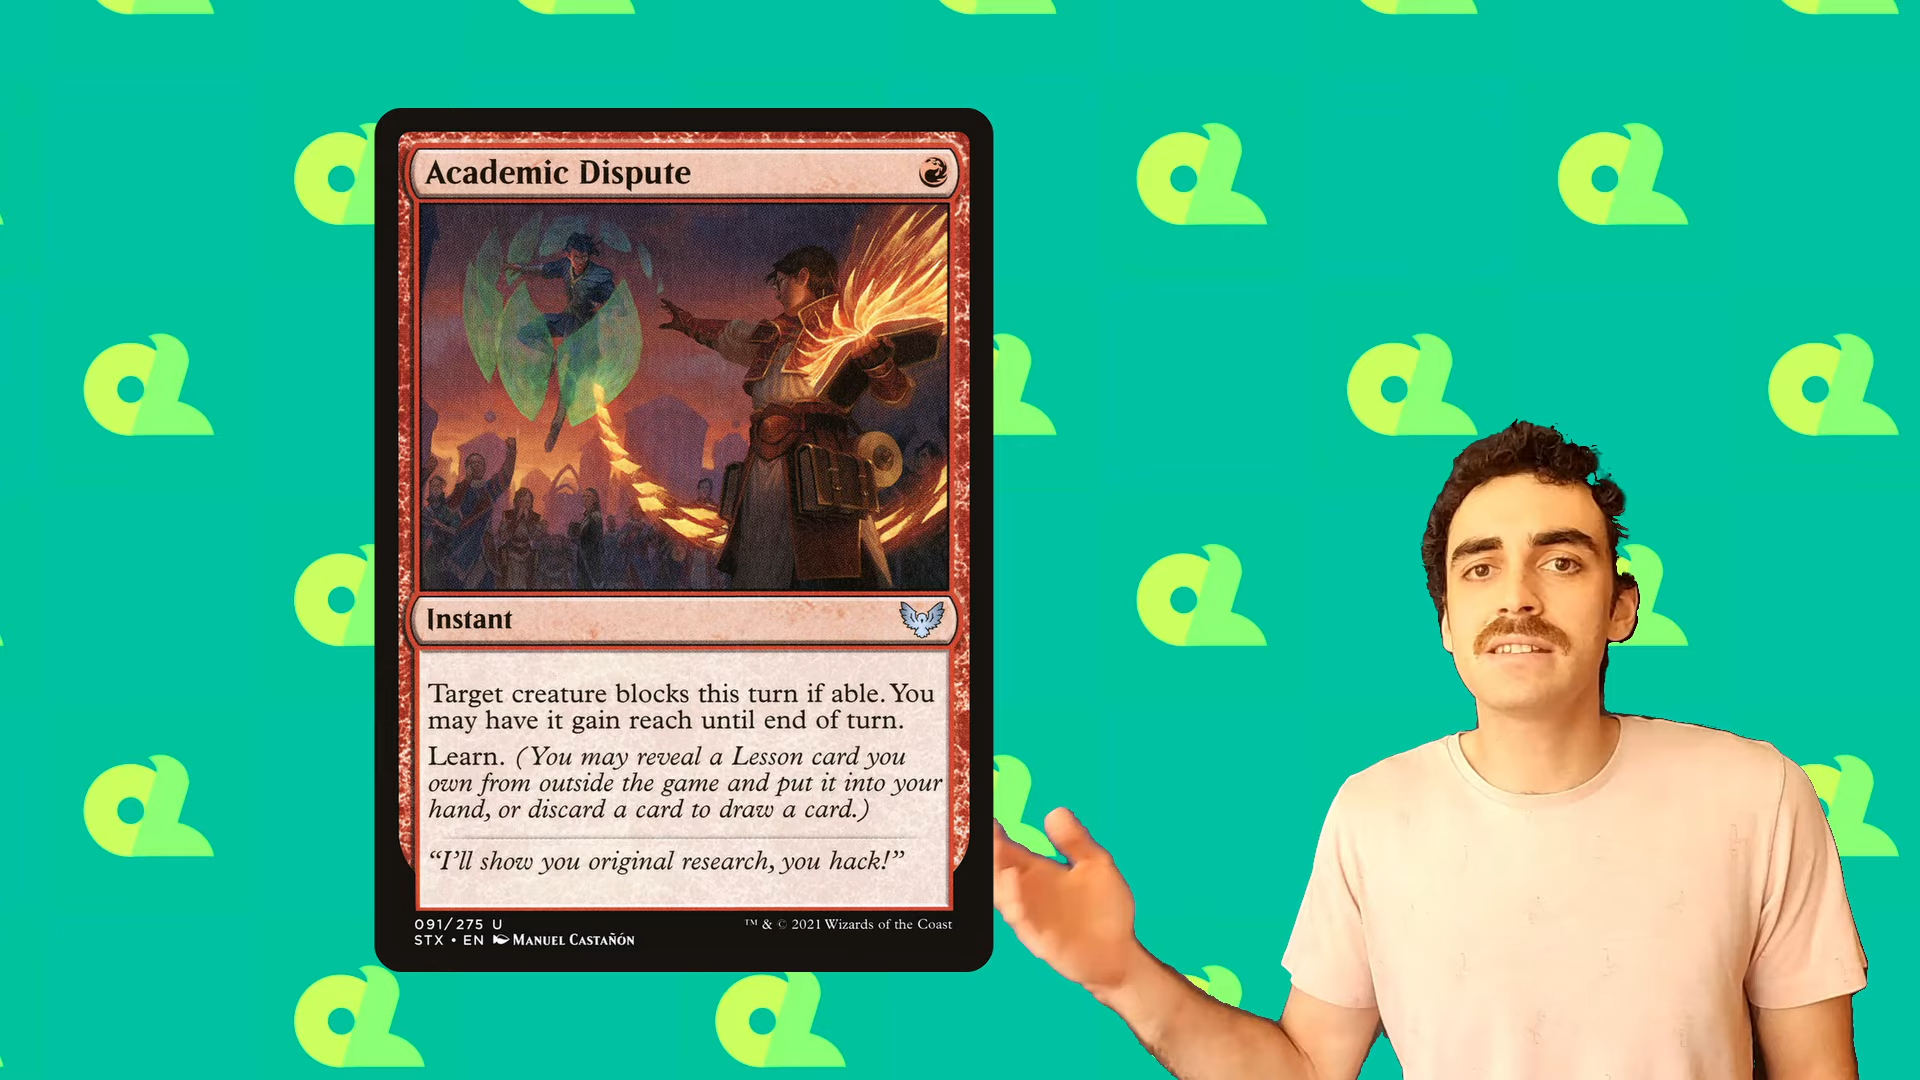 Academic Dispute
Instant
Target creature blocks this turn if able. You
may have it gain reach until end of turn.
Learn. (You may reveal a Lesson card you
own from outside the game and put it into your
hand, or discard a card to draw a card.)
“I’ll show you original research, you hack!”
091/275 U
STX • EN Manuel Castañón
™ & © 2021 Wizards of the Coast